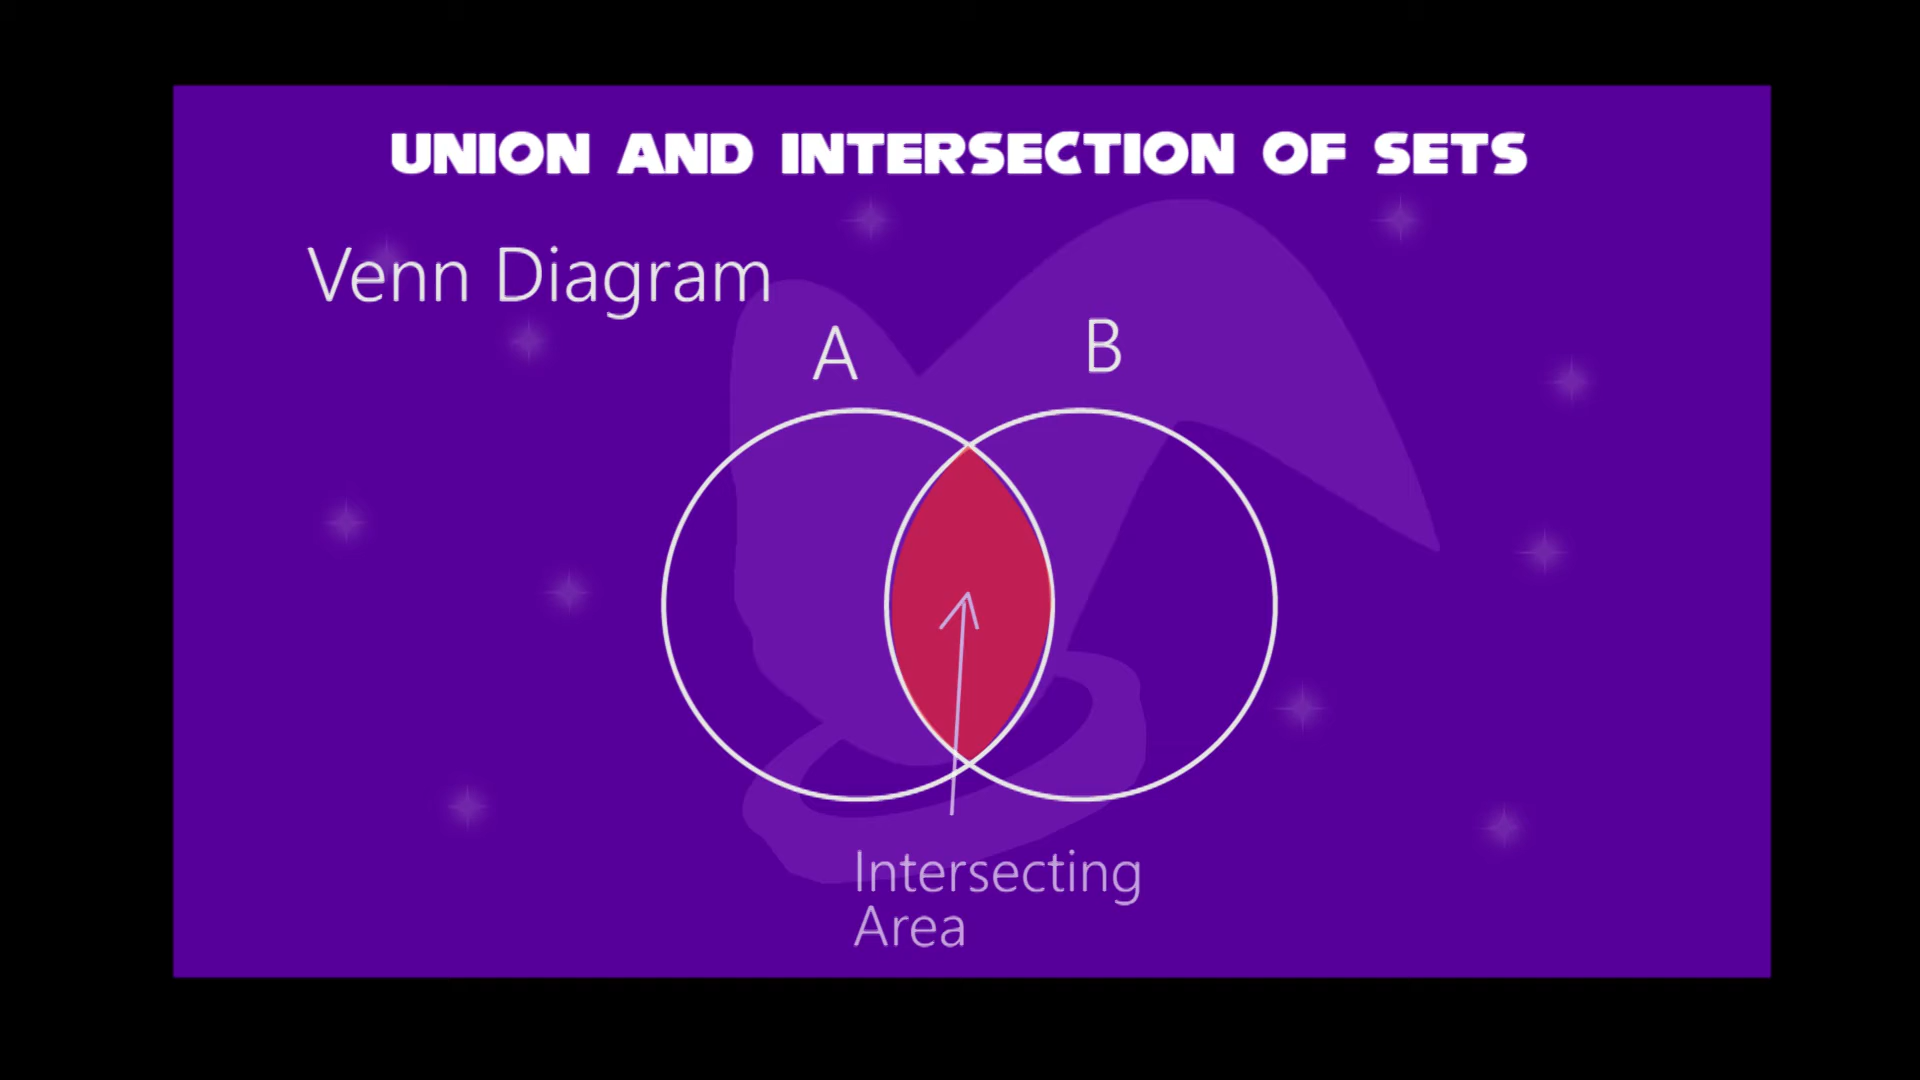 UNION AND INTERSECTION OF SETS
Venn Diagram
A
B
Intersecting
Area